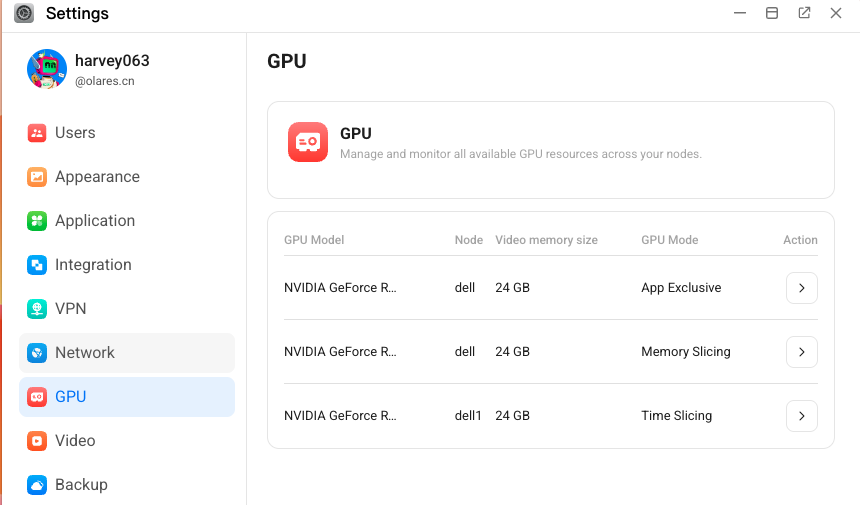 Settings
harvey063
@olares.cn
Users
Appearance
Application
Integration
VPN
Network
GPU
Video
Backup
GPU
GPU
Manage and monitor all available GPU resources across your nodes.
GPU Model Node Video memory size GPU Mode Action
NVIDIA GeForce R... dell 24 GB App Exclusive
NVIDIA GeForce R... dell 24 GB Memory Slicing
NVIDIA GeForce R... dell1 24 GB Time Slicing